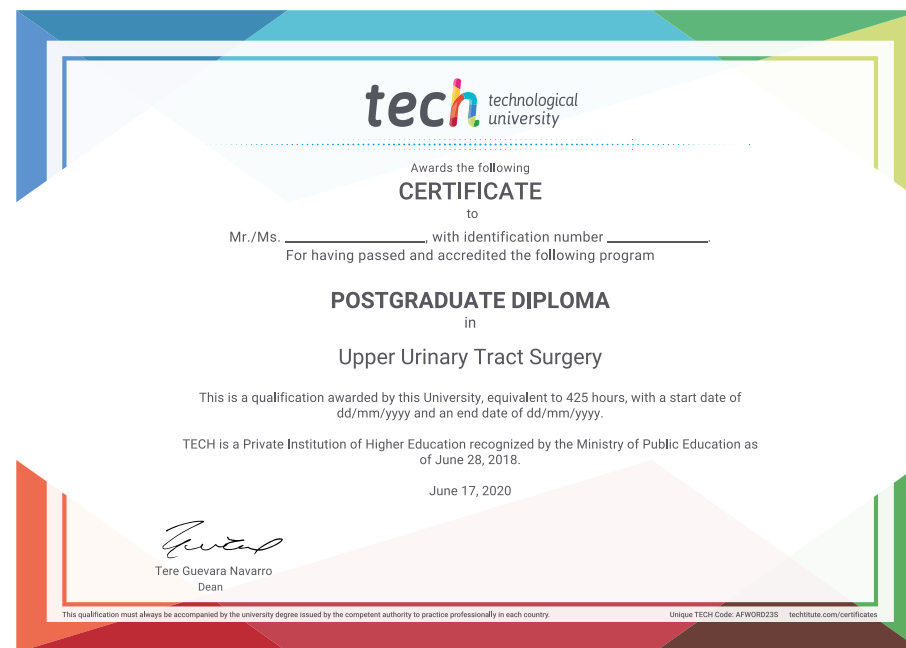 tech technological
university
Awards the following
CERTIFICATE
to
Mr./Ms. ____________________, with identification number ______________.
For having passed and accredited the following program
POSTGRADUATE DIPLOMA
in
Upper Urinary Tract Surgery
This is a qualification awarded by this University, equivalent to 425 hours, with a start date of
dd/mm/yyyy and an end date of dd/mm/yyyy.
TECH is a Private Institution of Higher Education recognized by the Ministry of Public Education as
of June 28, 2018.
June 17, 2020
Tere Guevara Navarro
Dean
This qualification must always be accompanied by the university degree issued by the competent authority to practice professionally in each country.
Unique TECH Code: AFWORD23S techtitute.com/certificates